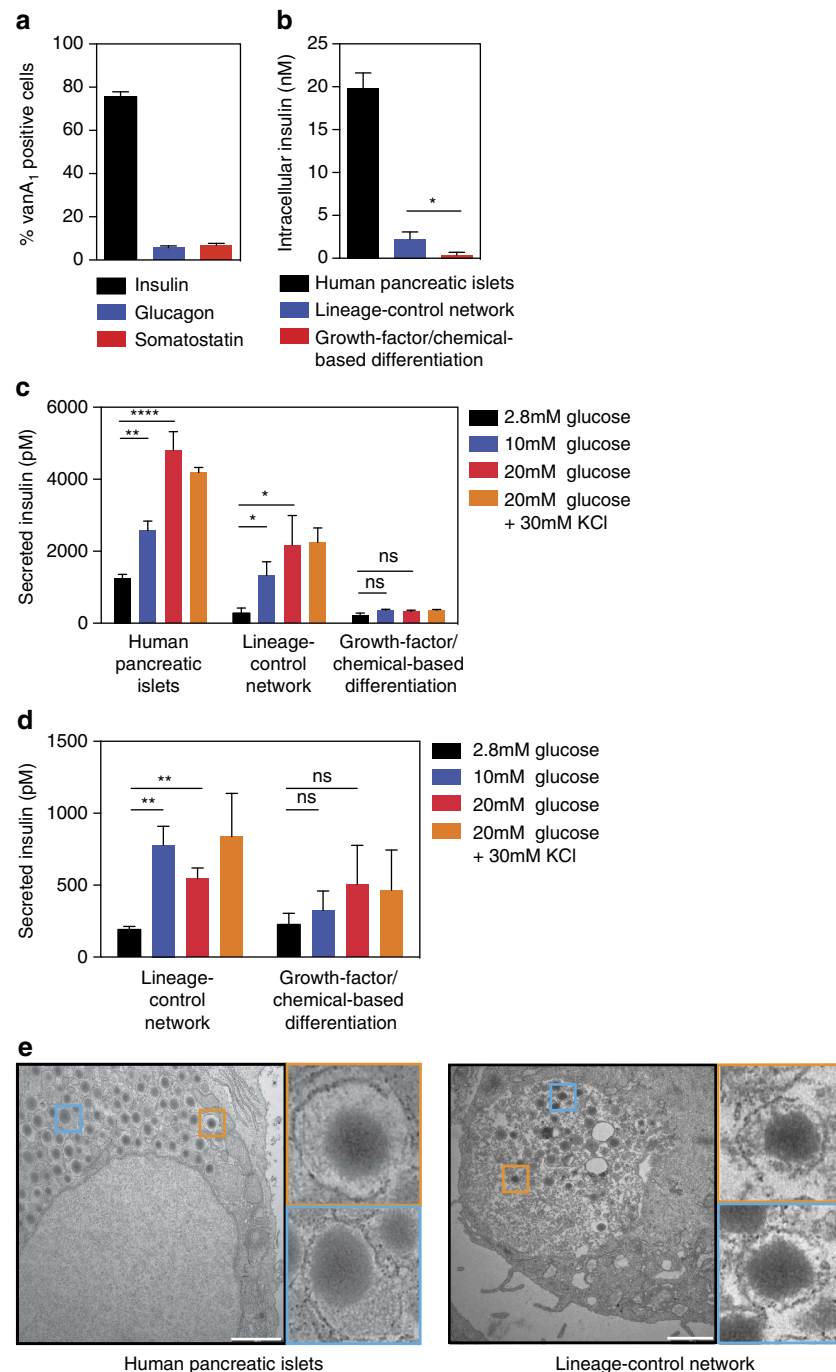 a
100
80
60
40
20
0
% vanA1 positive cells
Insulin
Glucagon
Somatostatin
b
25
20
15
10
5
0
Intracellular insulin (nM)
*
Human pancreatic islets
Lineage-control network
Growth-factor/chemical-
based differentiation
c
6000
4000
2000
0
Secreted insulin (pM)
****
**
*
*
ns
ns
Human
pancreatic
islets
Lineage-
control
network
Growth-factor/
chemical-based
differentiation
2.8mM glucose
10mM glucose
20mM glucose
20mM glucose
+ 30mM KCl
d
1500
1000
500
0
Secreted insulin (pM)
**
**
ns
ns
Lineage-
control
network
Growth-factor/
chemical-based
differentiation
2.8mM glucose
10mM glucose
20mM glucose
20mM glucose
+ 30mM KCl
e
Human pancreatic islets
Lineage-control network